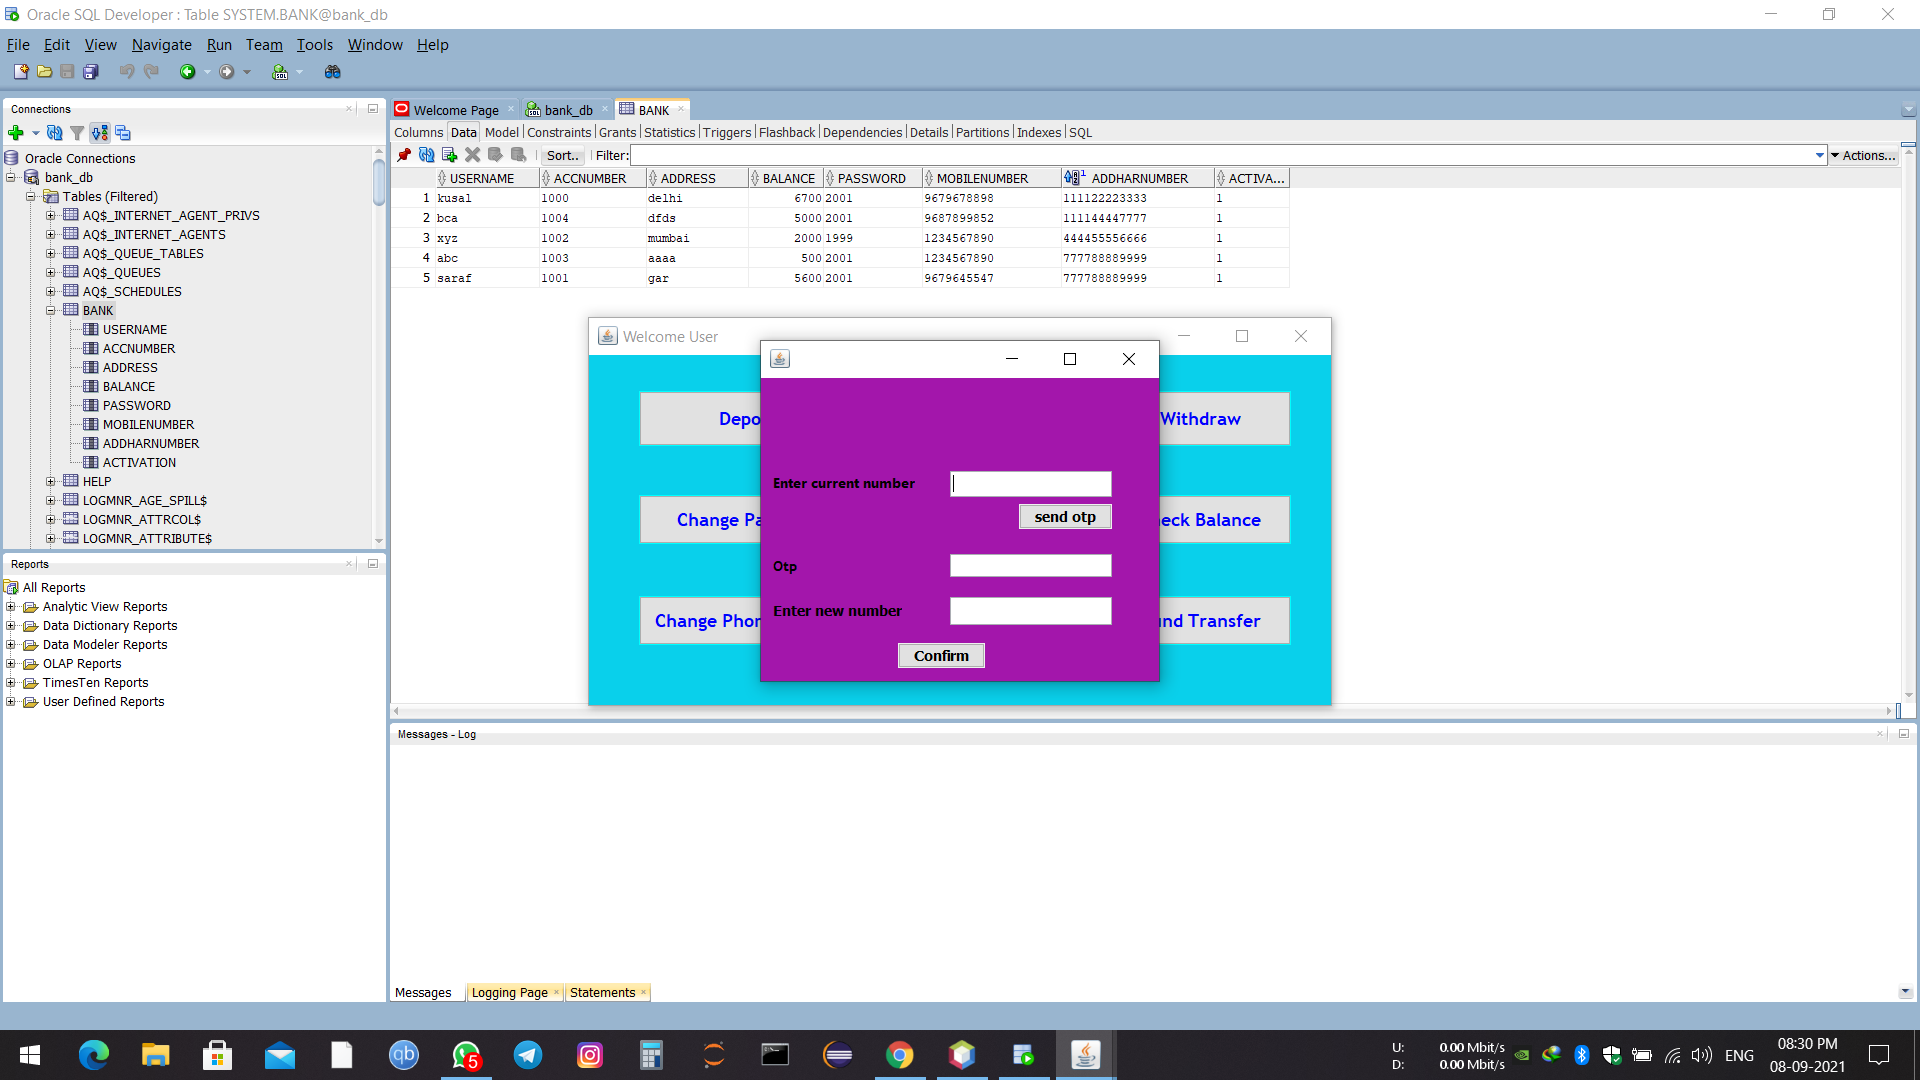 Oracle SQL Developer : Table SYSTEM.BANK@bank_db
File Edit View Navigate Run Team Tools Window Help
Connections
Oracle Connections
bank_db
Tables (Filtered)
AQ$_INTERNET_AGENT_PRIVS
AQ$_INTERNET_AGENTS
AQ$_QUEUE_TABLES
AQ$_QUEUES
AQ$_SCHEDULES
BANK
USERNAME
ACCNUMBER
ADDRESS
BALANCE
PASSWORD
MOBILENUMBER
ADDHARNUMBER
ACTIVATION
HELP
LOGMNR_AGE_SPILL$
LOGMNR_ATTRCOL$
LOGMNR_ATTRIBUTE$
Reports
All Reports
Analytic View Reports
Data Dictionary Reports
Data Modeler Reports
OLAP Reports
TimesTen Reports
User Defined Reports
Welcome Page bank_db BANK
Columns Data Model Constraints Grants Statistics Triggers Flashback Dependencies Details Partitions Indexes SQL
Sort.. Filter: Actions...
USERNAME ACCNUMBER ADDRESS BALANCE PASSWORD MOBILENUMBER ADDHARNUMBER ACTIVA...
1 kusal 1000 delhi 6700 2001 9679678898 111122223333 1
2 bca 1004 dfds 5000 2001 9687899852 111144447777 1
3 xyz 1002 mumbai 2000 1999 1234567890 444455556666 1
4 abc 1003 aaaa 500 2001 1234567890 777788889999 1
5 saraf 1001 gar 5600 2001 9679645547 777788889999 1
Welcome User
Depo
Withdraw
Change Pa
eck Balance
Change Phon
und Transfer
Enter current number
send otp
Otp
Enter new number
Confirm
Messages - Log
Messages Logging Page Statements
qb
5
U: 0.00 Mbit/s
D: 0.00 Mbit/s
ENG
08:30 PM
08-09-2021